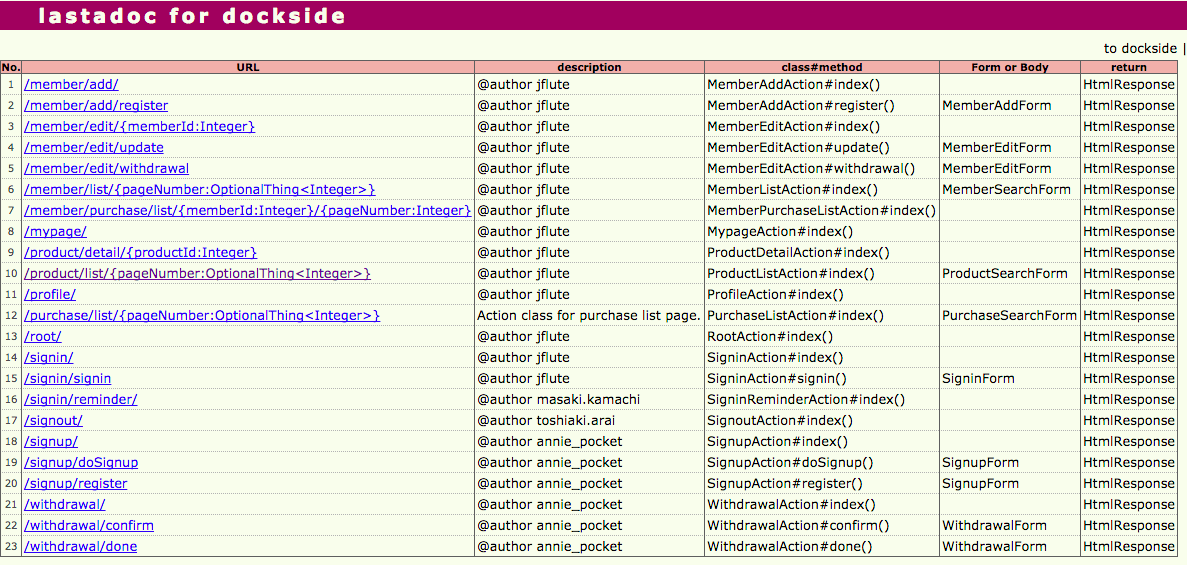 lastadoc for dockside
to dockside |
No. URL description class#method Form or Body return
1 /member/add/ @author jflute MemberAddAction#index() HtmlResponse
2 /member/add/register @author jflute MemberAddAction#register() MemberAddForm HtmlResponse
3 /member/edit/{memberId:Integer} @author jflute MemberEditAction#index() HtmlResponse
4 /member/edit/update @author jflute MemberEditAction#update() MemberEditForm HtmlResponse
5 /member/edit/withdrawal @author jflute MemberEditAction#withdrawal() MemberEditForm HtmlResponse
6 /member/list/{pageNumber:OptionalThing<Integer>} @author jflute MemberListAction#index() MemberSearchForm HtmlResponse
7 /member/purchase/list/{memberId:Integer}/{pageNumber:Integer} @author jflute MemberPurchaseListAction#index() HtmlResponse
8 /mypage/ @author jflute MypageAction#index() HtmlResponse
9 /product/detail/{productId:Integer} @author jflute ProductDetailAction#index() HtmlResponse
10 /product/list/{pageNumber:OptionalThing<Integer>} @author jflute ProductListAction#index() ProductSearchForm HtmlResponse
11 /profile/ @author jflute ProfileAction#index() HtmlResponse
12 /purchase/list/{pageNumber:OptionalThing<Integer>} Action class for purchase list page. PurchaseListAction#index() PurchaseSearchForm HtmlResponse
13 /root/ @author jflute RootAction#index() HtmlResponse
14 /signin/ @author jflute SigninAction#index() HtmlResponse
15 /signin/signin @author jflute SigninAction#signin() SigninForm HtmlResponse
16 /signin/reminder/ @author masaki.kamachi SigninReminderAction#index() HtmlResponse
17 /signout/ @author toshiaki.arai SignoutAction#index() HtmlResponse
18 /signup/ @author annie_pocket SignupAction#index() HtmlResponse
19 /signup/doSignup @author annie_pocket SignupAction#doSignup() SignupForm HtmlResponse
20 /signup/register @author annie_pocket SignupAction#register() SignupForm HtmlResponse
21 /withdrawal/ @author annie_pocket WithdrawalAction#index() HtmlResponse
22 /withdrawal/confirm @author annie_pocket WithdrawalAction#confirm() WithdrawalForm HtmlResponse
23 /withdrawal/done @author annie_pocket WithdrawalAction#done() WithdrawalForm HtmlResponse